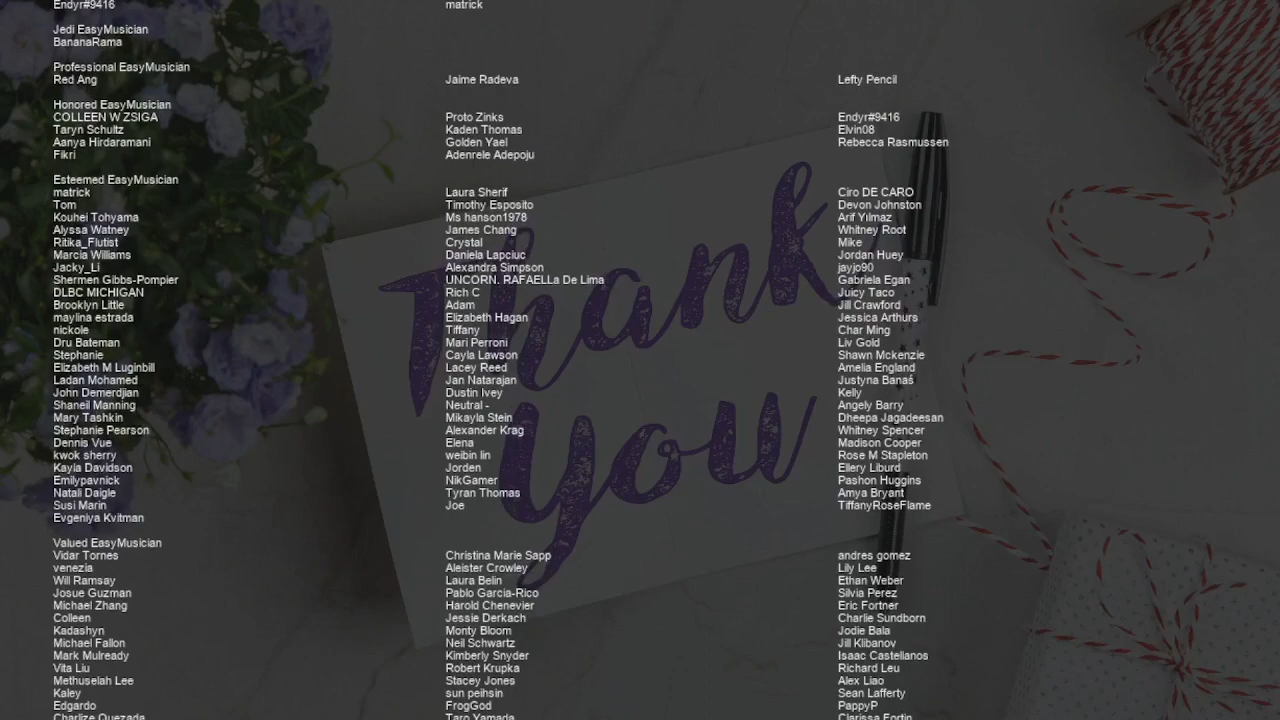 Endyr#9416 matrick
Jedi EasyMusician
BananaRama
Professional EasyMusician
Red Ang Jaime Radeva Lefty Pencil
Honored EasyMusician
COLLEEN W ZSIGA Proto Zinks Endyr#9416
Taryn Schultz Kaden Thomas Elvin08
Aanya Hirdaramani Golden Yael Rebecca Rasmussen
Fikri Adenrele Adepoju
Esteemed EasyMusician
matrick Laura Sherif Ciro DE CARO
Tom Timothy Esposito Devon Johnston
Kouhei Tohyama Ms hanson1978 Arif Yılmaz
Alyssa Watney James Chang Whitney Root
Ritika_Flutist Crystal Mike
Marcia Williams Daniela Lapciuc Jordan Huey
Jacky_Li Alexandra Simpson jayjo90
Shermen Gibbs-Pompier UNCORN. RAFAELLa De Lima Gabriela Egan
DLBC MICHIGAN Rich C Juicy Taco
Brooklyn Little Adam Jill Crawford
maylina estrada Elizabeth Hagan Jessica Arthurs
nickole Tiffany Char Ming
Dru Bateman Mari Perroni Liv Gold
Stephanie Cayla Lawson Shawn Mckenzie
Elizabeth M Luginbill Lacey Reed Amelia England
Ladan Mohamed Jan Natarajan Justyna Banaś
John Demerdjian Dustin Ivey Kelly
Shaneil Manning Neutral - Angely Barry
Mary Tashkin Mikayla Stein Dheepa Jagadeesan
Stephanie Pearson Alexander Krag Whitney Spencer
Dennis Vue Elena Madison Cooper
kwok sherry weibin lin Rose M Stapleton
Kayla Davidson Jorden Ellery Liburd
Emilypavnick NikGamer Pashon Huggins
Natali Daigle Tyran Thomas Amya Bryant
Susi Marin Joe TiffanyRoseFlame
Evgeniya Kvitman
Valued EasyMusician
Vidar Tornes Christina Marie Sapp andres gomez
venezia Aleister Crowley Lily Lee
Will Ramsay Laura Belin Ethan Weber
Josue Guzman Pablo Garcia-Rico Silvia Perez
Michael Zhang Harold Chenevier Eric Fortner
Colleen Jessie Derkach Charlie Sundborn
Kadashyn Monty Bloom Jodie Bala
Michael Fallon Neil Schwartz Jill Klibanov
Mark Mulready Kimberly Snyder Isaac Castellanos
Vita Liu Robert Krupka Richard Leu
Methuselah Lee Stacey Jones Alex Liao
Kaley sun peihsin Sean Lafferty
Edgardo FrogGod PappyP
Charlize Quezada Taro Yamada Clarissa Fortin
Thank
you